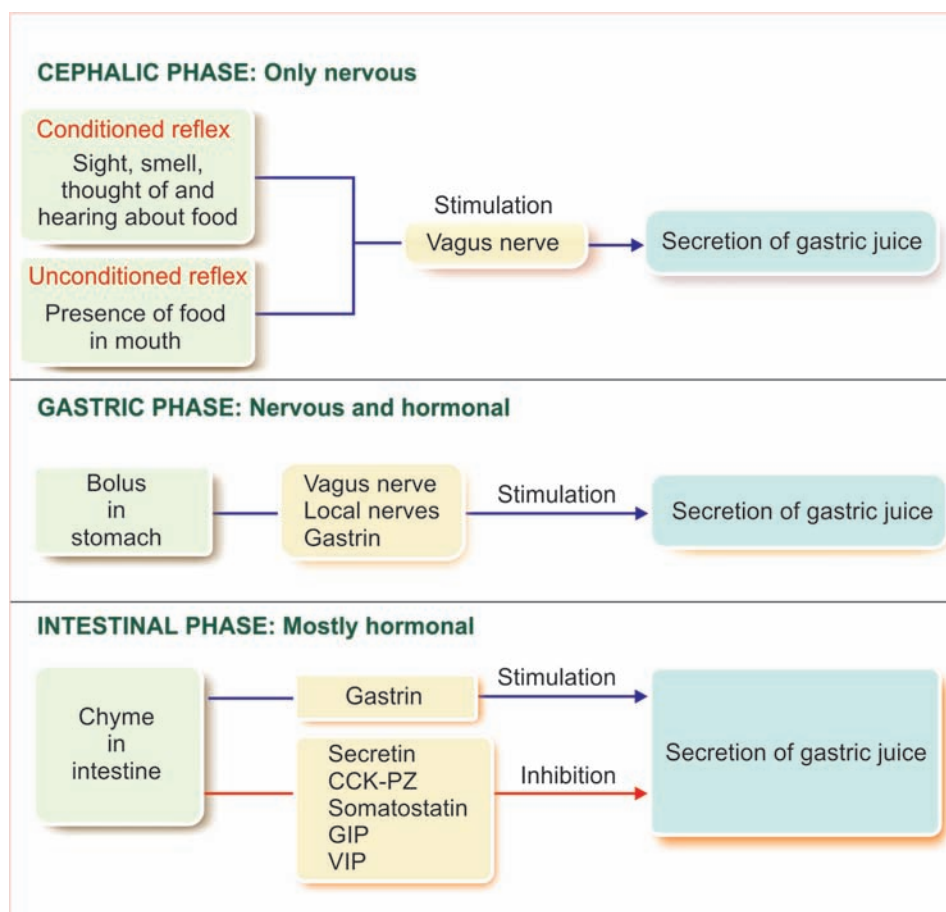 CEPHALIC PHASE: Only nervous
Conditioned reflex
Sight, smell,
thought of and
hearing about food
Unconditioned reflex
Presence of food
in mouth
Stimulation
Vagus nerve
Secretion of gastric juice
GASTRIC PHASE: Nervous and hormonal
Bolus
in
stomach
Vagus nerve
Local nerves
Gastrin
Stimulation
Secretion of gastric juice
INTESTINAL PHASE: Mostly hormonal
Chyme
in
intestine
Gastrin
Stimulation
Secretin
CCK-PZ
Somatostatin
GIP
VIP
Inhibition
Secretion of gastric juice